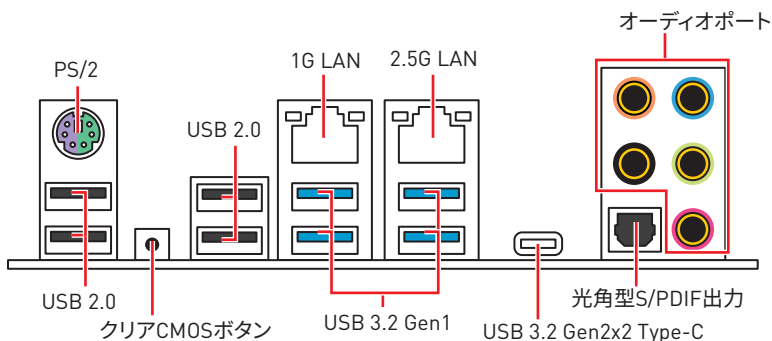 オーディオポート
1G LAN
2.5G LAN
PS/2
USB 2.0
USB 2.0
クリアCMOSボタン
USB 3.2 Gen1
光角型S/PDIF出力
USB 3.2 Gen2x2 Type-C